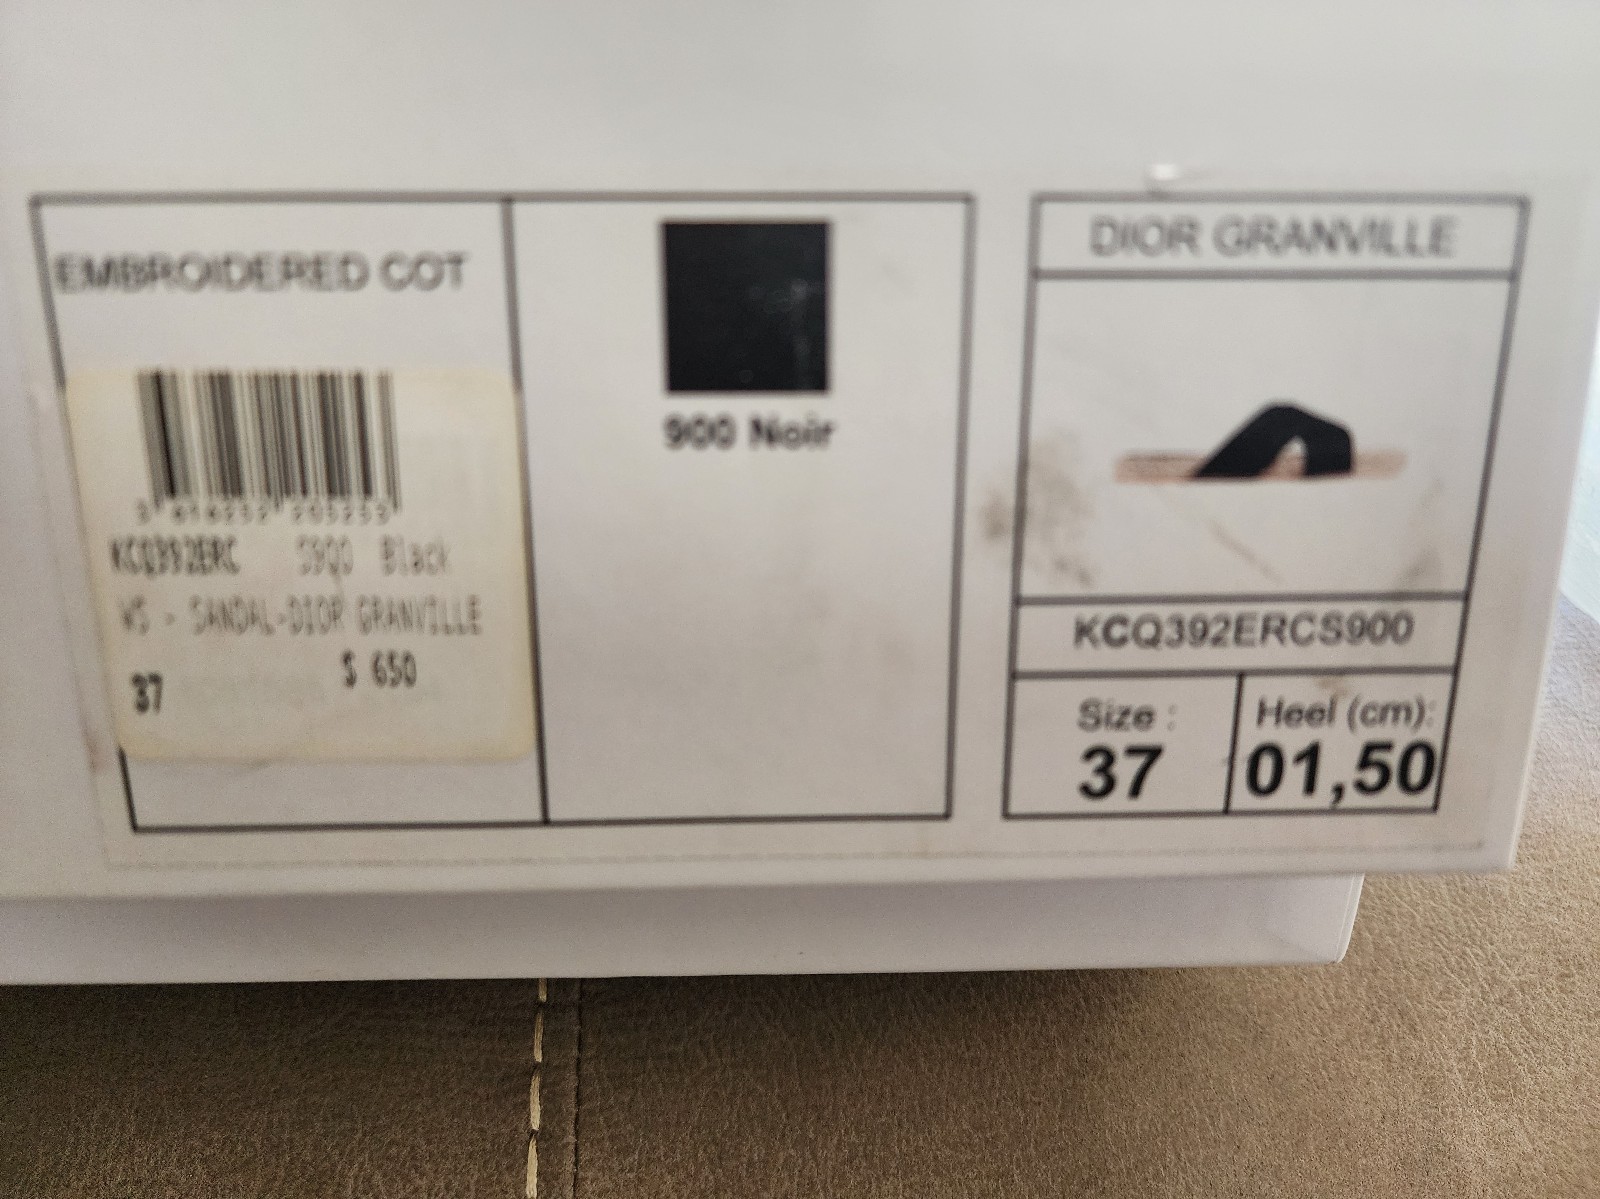 EMBROIDERED COT
KCQ392ERC S900 Black
WS - SANDAL-DIOR GRANVILLE
$ 650
37
900 Noir
DIOR GRANVILLE
KCQ392ERCS900
Size :
37
Heel (cm):
01,50